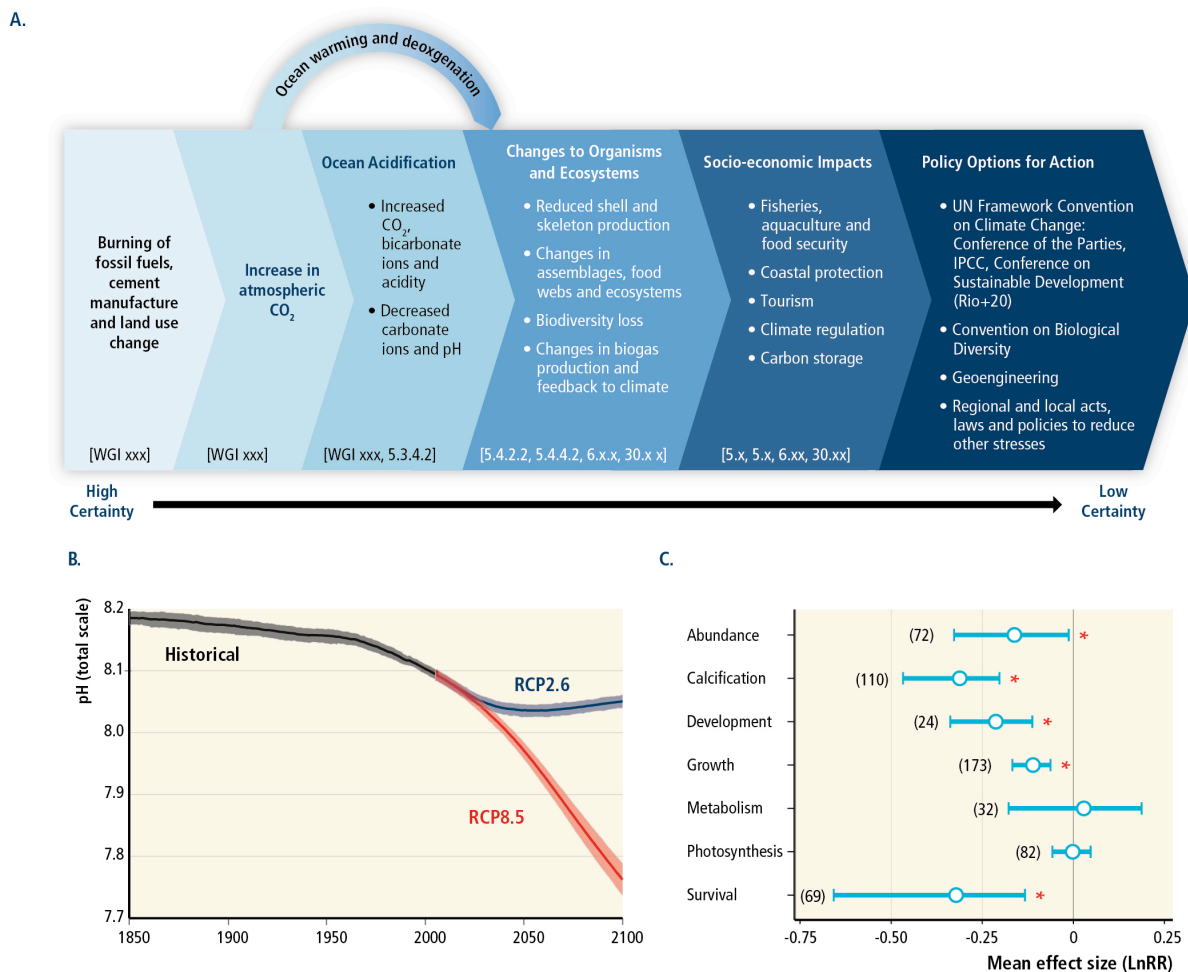 A.
Ocean warming and deoxgenation
Burning of
fossil fuels,
cement
manufacture
and land use
change
[WGI xxx]
Increase in
atmospheric
CO2
[WGI xxx]
Ocean Acidification
• Increased
CO2,
bicarbonate
ions and
acidity
• Decreased
carbonate
ions and pH
[WGI xxx, 5.3.4.2]
Changes to Organisms
and Ecosystems
• Reduced shell and
skeleton production
• Changes in
assemblages, food
webs and ecosystems
• Biodiversity loss
• Changes in biogas
production and
feedback to climate
[5.4.2.2, 5.4.4.2, 6.x.x, 30.x x]
Socio-economic Impacts
• Fisheries,
aquaculture and
food security
• Coastal protection
• Tourism
• Climate regulation
• Carbon storage
[5.x, 5.x, 6.xx, 30.xx]
Policy Options for Action
• UN Framework Convention
on Climate Change:
Conference of the Parties,
IPCC, Conference on
Sustainable Development
(Rio+20)
• Convention on Biological
Diversity
• Geoengineering
• Regional and local acts,
laws and policies to reduce
other stresses
High
Certainty
Low
Certainty
B.
pH (total scale)
8.2
8.1
8.0
7.9
7.8
7.7
Historical
RCP2.6
RCP8.5
1850
1900
1950
2000
2050
2100
C.
Abundance
(72)
*
Calcification
(110)
*
Development
(24)
*
Growth
(173)
*
Metabolism
(32)
Photosynthesis
(82)
Survival
(69)
*
-0.75
-0.50
-0.25
0
0.25
Mean effect size (LnRR)